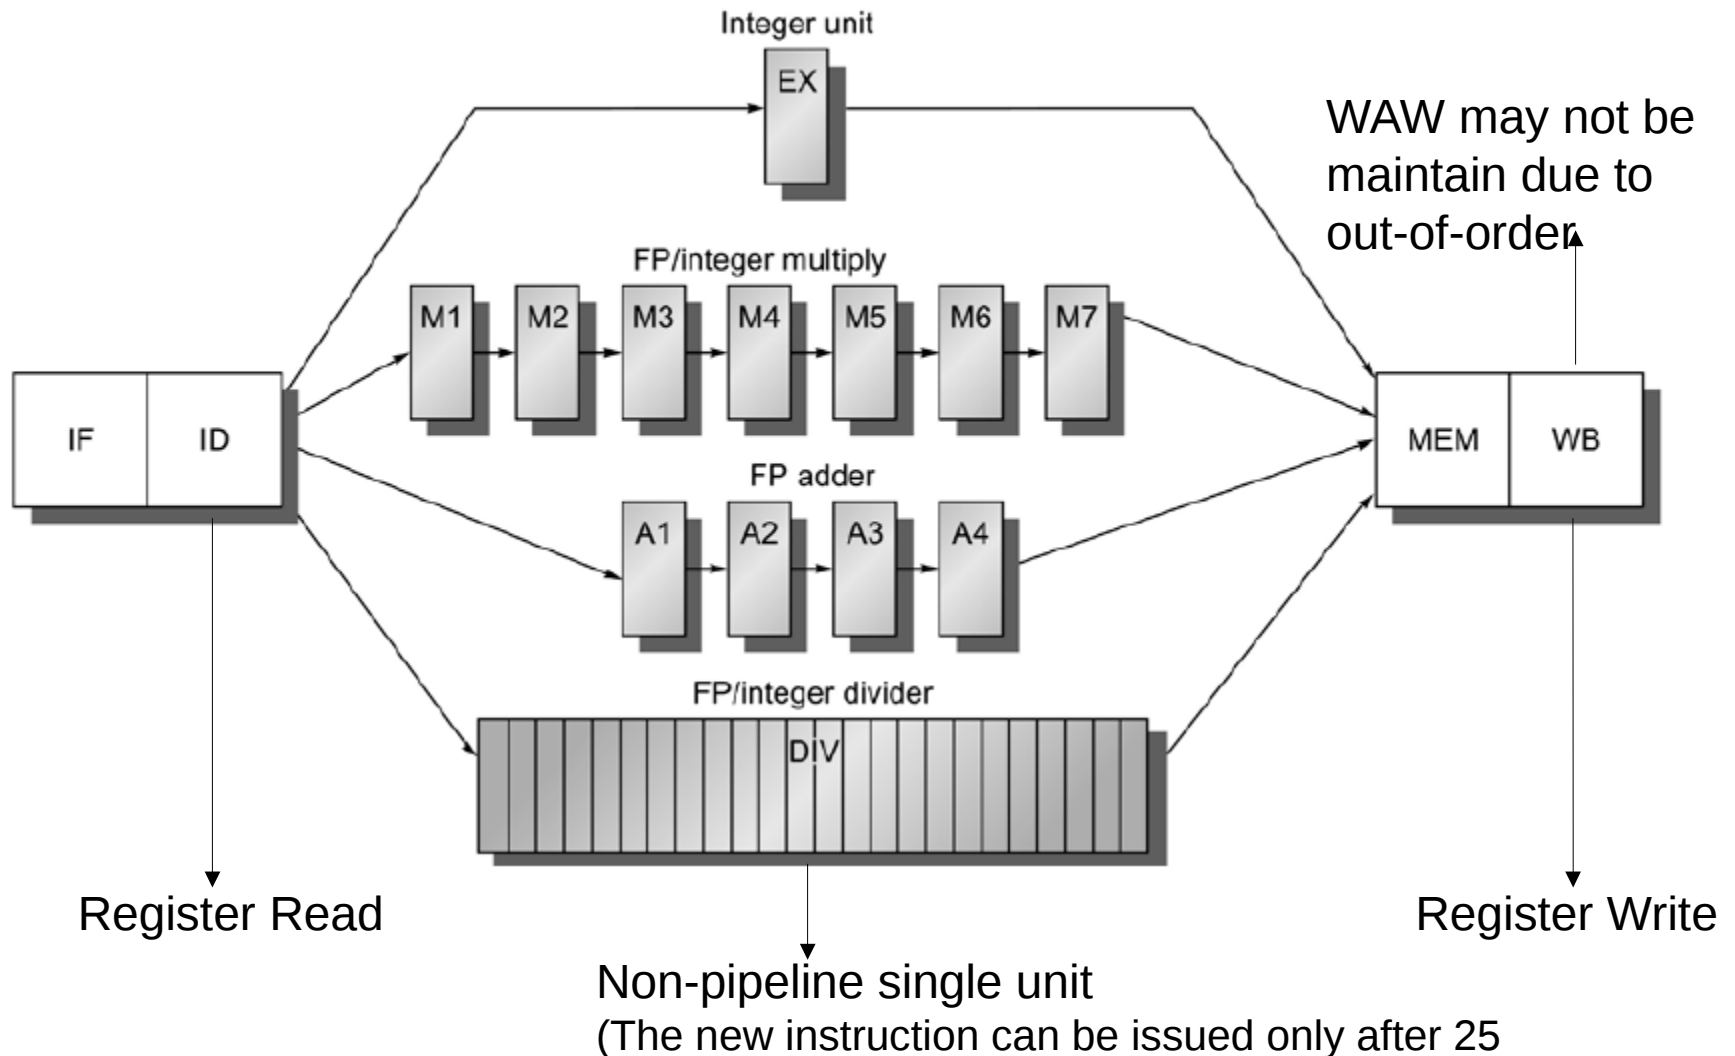 Integer unit
EX
WAW may not be
maintain due to
out-of-order
FP/integer multiply
M1 M2 M3 M4 M5 M6 M7
IF ID
MEM WB
FP adder
A1 A2 A3 A4
FP/integer divider
DIV
Register Read
Register Write
Non-pipeline single unit
(The new instruction can be issued only after 25